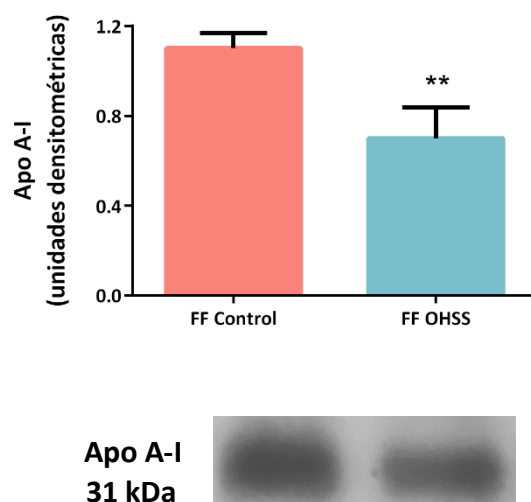 Apo A-I
(unidades densitométricas)
1.2
0.8
0.4
0.0
**
FF Control
FF OHSS
Apo A-I
31 kDa